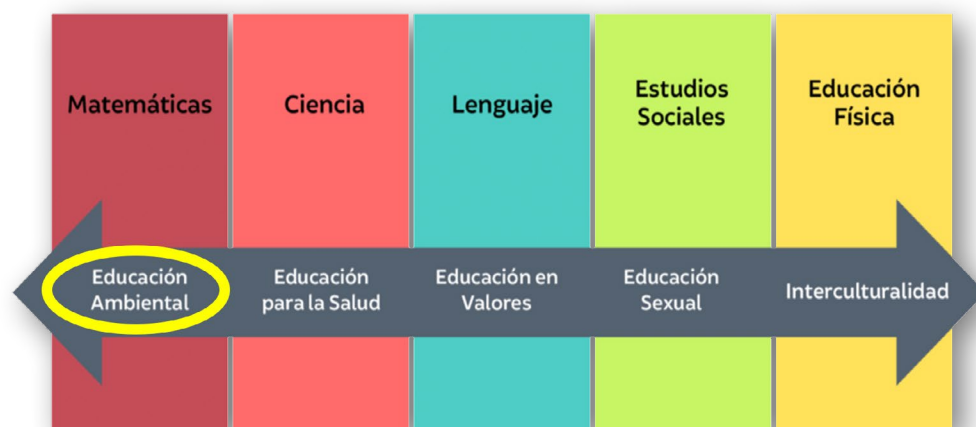 Matemáticas
Ciencia
Lenguaje
Estudios
Sociales
Educación
Física
Educación
Ambiental
Educación
para la Salud
Educación en
Valores
Educación
Sexual
Interculturalidad